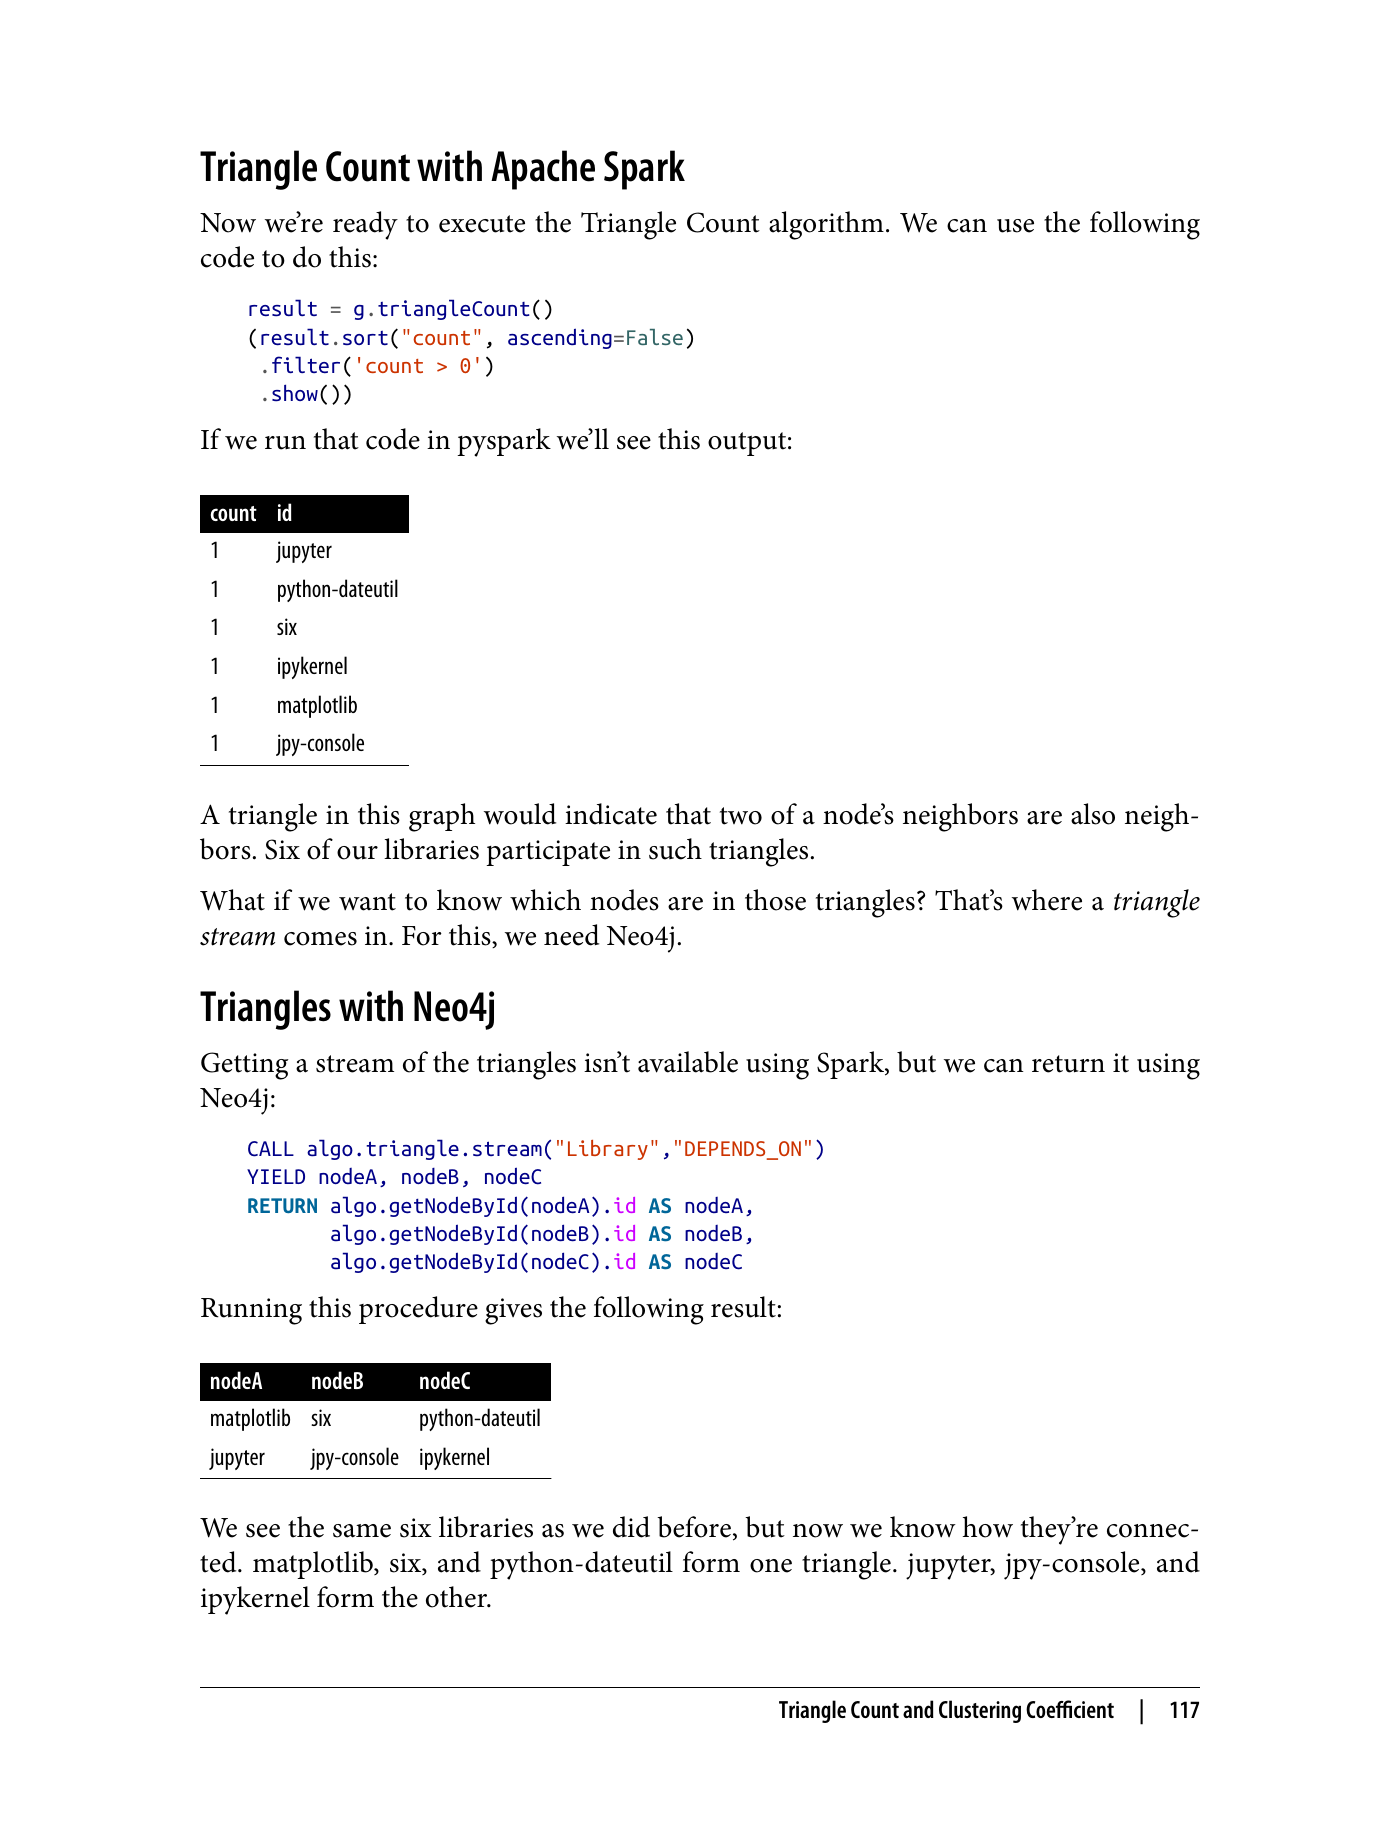 Triangle Count with Apache Spark
Now we’re ready to execute the Triangle Count algorithm. We can use the following
code to do this:
result = g.triangleCount()
(result.sort("count", ascending=False)
 .filter('count > 0')
 .show())
If we run that code in pyspark we’ll see this output:
count id
1 jupyter
1 python-dateutil
1 six
1 ipykernel
1 matplotlib
1 jpy-console
A triangle in this graph would indicate that two of a node’s neighbors are also neigh-
bors. Six of our libraries participate in such triangles.
What if we want to know which nodes are in those triangles? That’s where a triangle
stream comes in. For this, we need Neo4j.
Triangles with Neo4j
Getting a stream of the triangles isn’t available using Spark, but we can return it using
Neo4j:
CALL algo.triangle.stream("Library","DEPENDS_ON")
YIELD nodeA, nodeB, nodeC
RETURN algo.getNodeById(nodeA).id AS nodeA,
       algo.getNodeById(nodeB).id AS nodeB,
       algo.getNodeById(nodeC).id AS nodeC
Running this procedure gives the following result:
nodeA nodeB nodeC
matplotlib six python-dateutil
jupyter jpy-console ipykernel
We see the same six libraries as we did before, but now we know how they’re connec-
ted. matplotlib, six, and python-dateutil form one triangle. jupyter, jpy-console, and
ipykernel form the other.
Triangle Count and Clustering Coefficient | 117